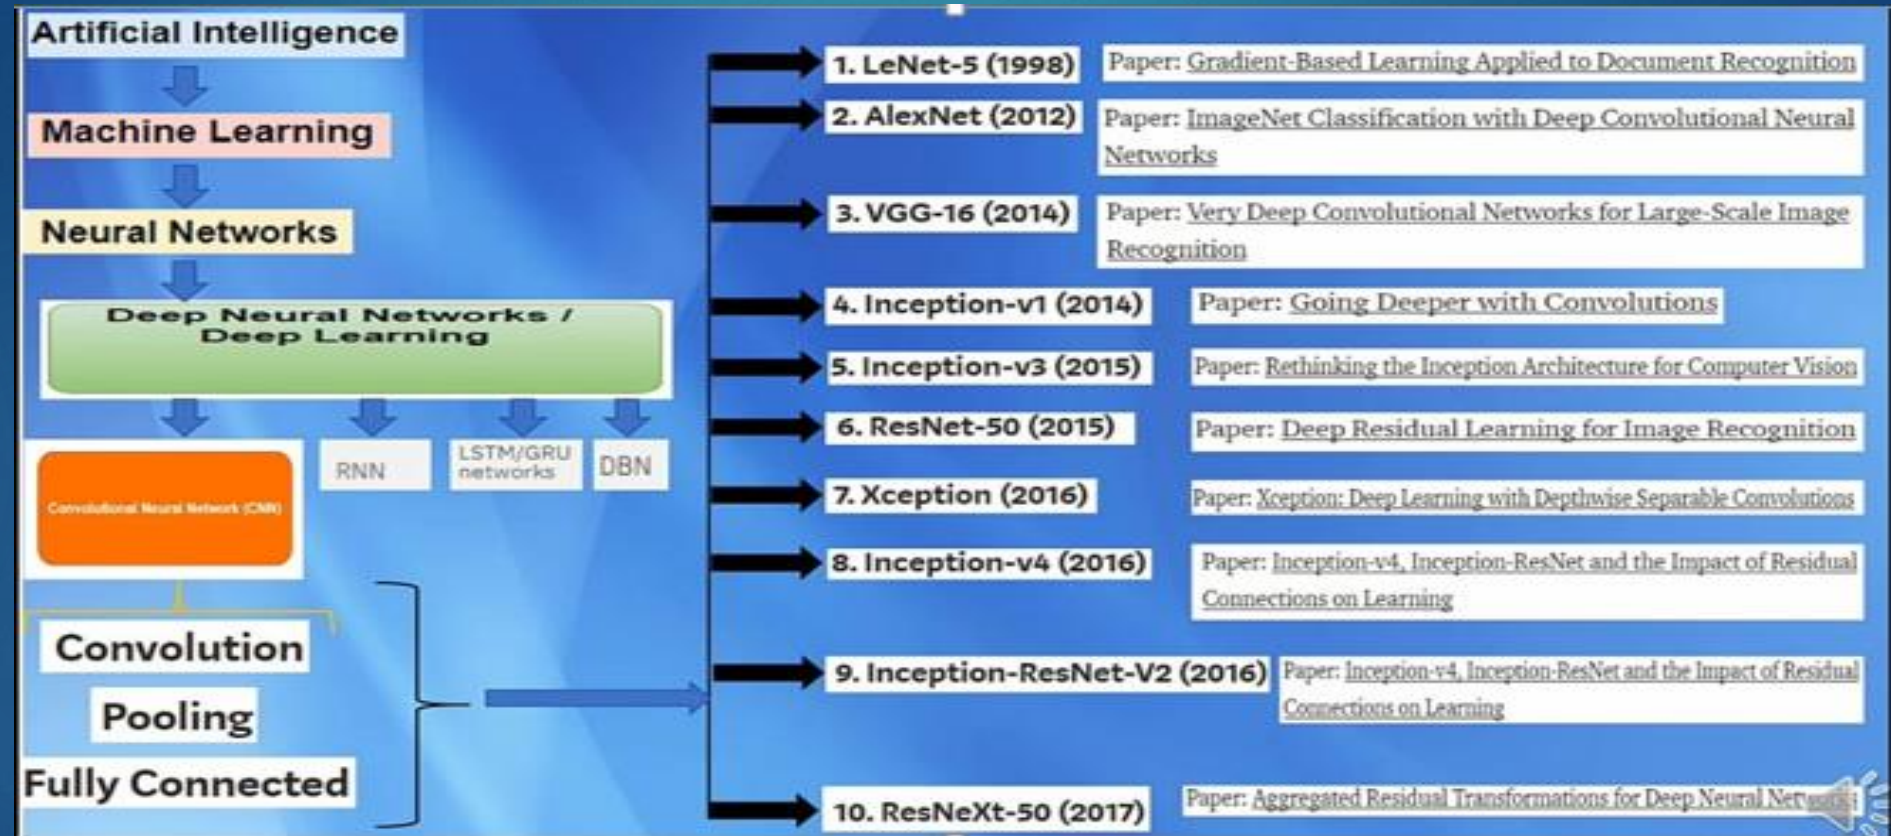 Artificial Intelligence
Machine Learning
Neural Networks
Deep Neural Networks /
Deep Learning
Convolutional Neural Network (CNN)
RNN
LSTM/GRU
networks
DBN
Convolution
Pooling
Fully Connected
1. LeNet-5 (1998)
Paper: Gradient-Based Learning Applied to Document Recognition
2. AlexNet (2012)
Paper: ImageNet Classification with Deep Convolutional Neural
Networks
3. VGG-16 (2014)
Paper: Very Deep Convolutional Networks for Large-Scale Image
Recognition
4. Inception-v1 (2014)
Paper: Going Deeper with Convolutions
5. Inception-v3 (2015)
Paper: Rethinking the Inception Architecture for Computer Vision
6. ResNet-50 (2015)
Paper: Deep Residual Learning for Image Recognition
7. Xception (2016)
Paper: Xception: Deep Learning with Depthwise Separable Convolutions
8. Inception-v4 (2016)
Paper: Inception-v4, Inception-ResNet and the Impact of Residual
Connections on Learning
9. Inception-ResNet-V2 (2016)
Paper: Inception-v4, Inception-ResNet and the Impact of Residual
Connections on Learning
10. ResNeXt-50 (2017)
Paper: Aggregated Residual Transformations for Deep Neural Networks